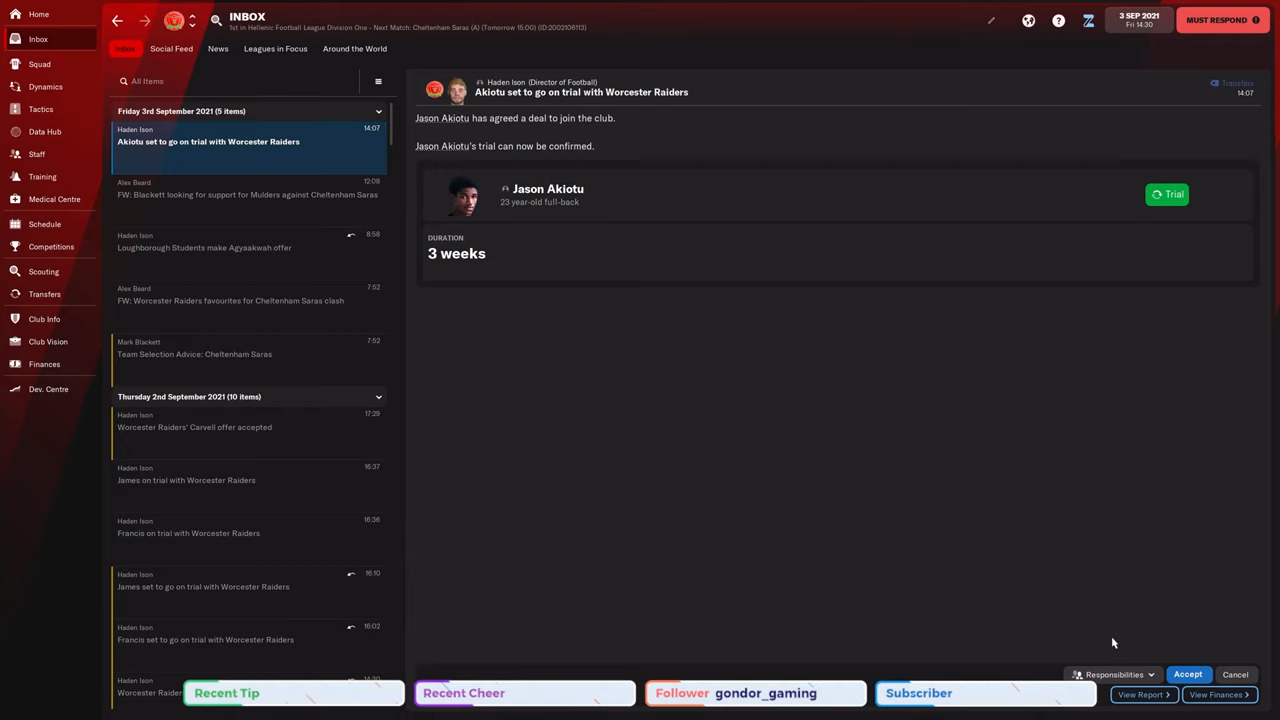 Home
Inbox
Squad
Dynamics
Tactics
Data Hub
Staff
Training
Medical Centre
Schedule
Competitions
Scouting
Transfers
Club Info
Club Vision
Finances
Dev. Centre
INBOX
1st in Hellenic Football League Division One - Next Match: Cheltenham Saras (A) (Tomorrow 15:00) (ID:2002106113)
3 SEP 2021
Fri 14:30
MUST RESPOND
Inbox
Social Feed
News
Leagues in Focus
Around the World
All Items
Friday 3rd September 2021 (5 items)
Haden Ison 14:07
Akiotu set to go on trial with Worcester Raiders
Alex Beard 12:08
FW: Blackett looking for support for Mulders against Cheltenham Saras
Haden Ison 8:58
Loughborough Students make Agyaakwah offer
Alex Beard 7:52
FW: Worcester Raiders favourites for Cheltenham Saras clash
Mark Blackett 7:52
Team Selection Advice: Cheltenham Saras
Thursday 2nd September 2021 (10 items)
Haden Ison 17:29
Worcester Raiders' Carvell offer accepted
Haden Ison 16:37
James on trial with Worcester Raiders
Haden Ison 16:36
Francis on trial with Worcester Raiders
Haden Ison 16:10
James set to go on trial with Worcester Raiders
Haden Ison 16:02
Francis set to go on trial with Worcester Raiders
Haden Ison
Worcester Raider
Haden Ison (Director of Football)
Akiotu set to go on trial with Worcester Raiders
Transfers
14:07
Jason Akiotu has agreed a deal to join the club.
Jason Akiotu's trial can now be confirmed.
Jason Akiotu
23 year-old full-back
Trial
DURATION
3 weeks
Responsibilities
Accept
Cancel
View Report >
View Finances >
Recent Tip
Recent Cheer
Follower gondor_gaming
Subscriber